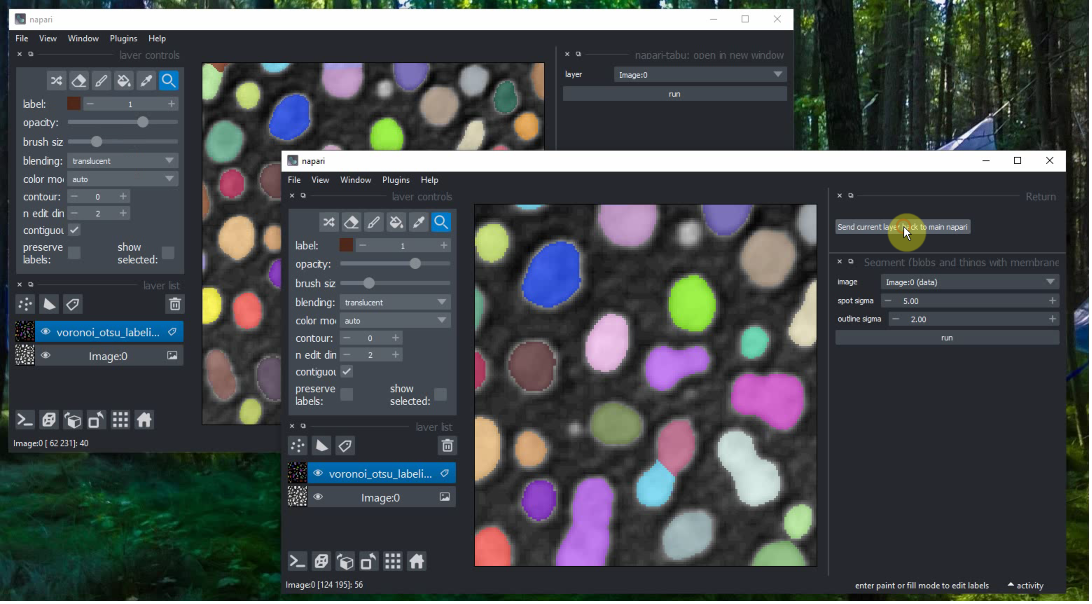 napari
File View Window Plugins Help
layer controls
napari-tabu: open in new window
layer Image:0
run
label: 1
opacity:
brush siz
blending: translucent
color mo auto
contour: 0
n edit din 2
contiguou
preserve labels:
show selected:
layer list
voronoi_otsu_labeli...
Image:0
Image:0 [ 62 231]: 40
napari
File View Window Plugins Help
layer controls
Return
label: 1
Send current laye ck to main napari
opacity:
brush siz
Segment (blobs and things with membrane
blending: translucent
image Image:0 (data)
color mo auto
spot sigma 5.00
contour: 0
outline sigma 2.00
n edit din 2
run
contiguou
preserve labels:
show selected:
layer list
voronoi_otsu_labeli...
Image:0
Image:0 [124 195]: 56
enter paint or fill mode to edit labels
activity